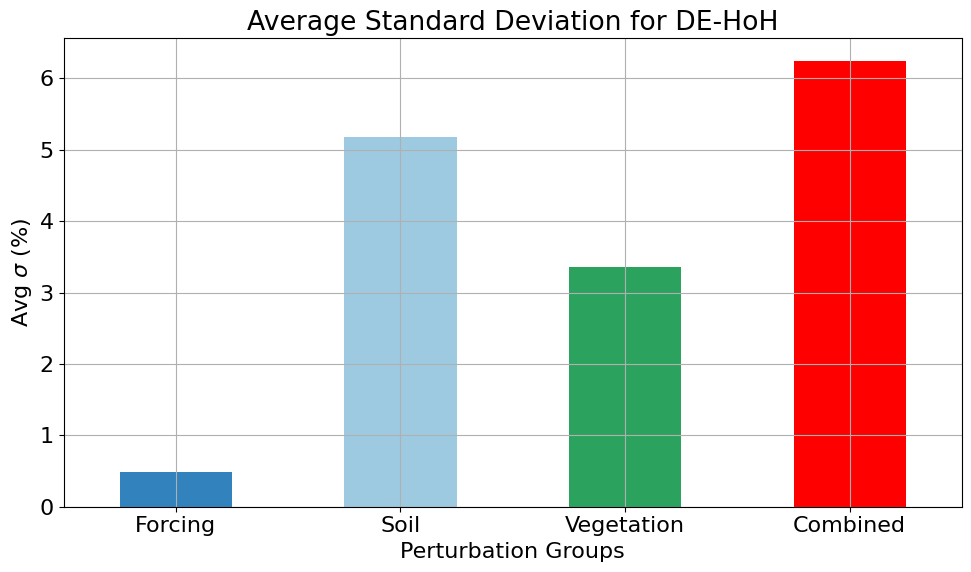 Average Standard Deviation for DE-HoH
Avg σ (%)
6
5
4
3
2
1
0
Forcing Soil Vegetation Combined
Perturbation Groups